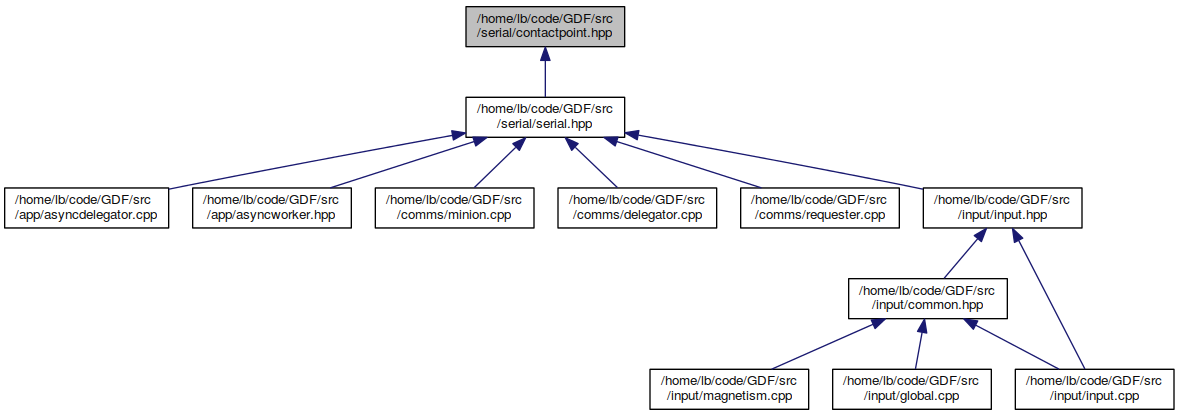 /home/lb/code/GDF/src
/serial/contactpoint.hpp
/home/lb/code/GDF/src
/serial/serial.hpp
/home/lb/code/GDF/src
/app/asyncdelegator.cpp
/home/lb/code/GDF/src
/app/asyncworker.hpp
/home/lb/code/GDF/src
/comms/minion.cpp
/home/lb/code/GDF/src
/comms/delegator.cpp
/home/lb/code/GDF/src
/comms/requester.cpp
/home/lb/code/GDF/src
/input/input.hpp
/home/lb/code/GDF/src
/input/common.hpp
/home/lb/code/GDF/src
/input/magnetism.cpp
/home/lb/code/GDF/src
/input/global.cpp
/home/lb/code/GDF/src
/input/input.cpp